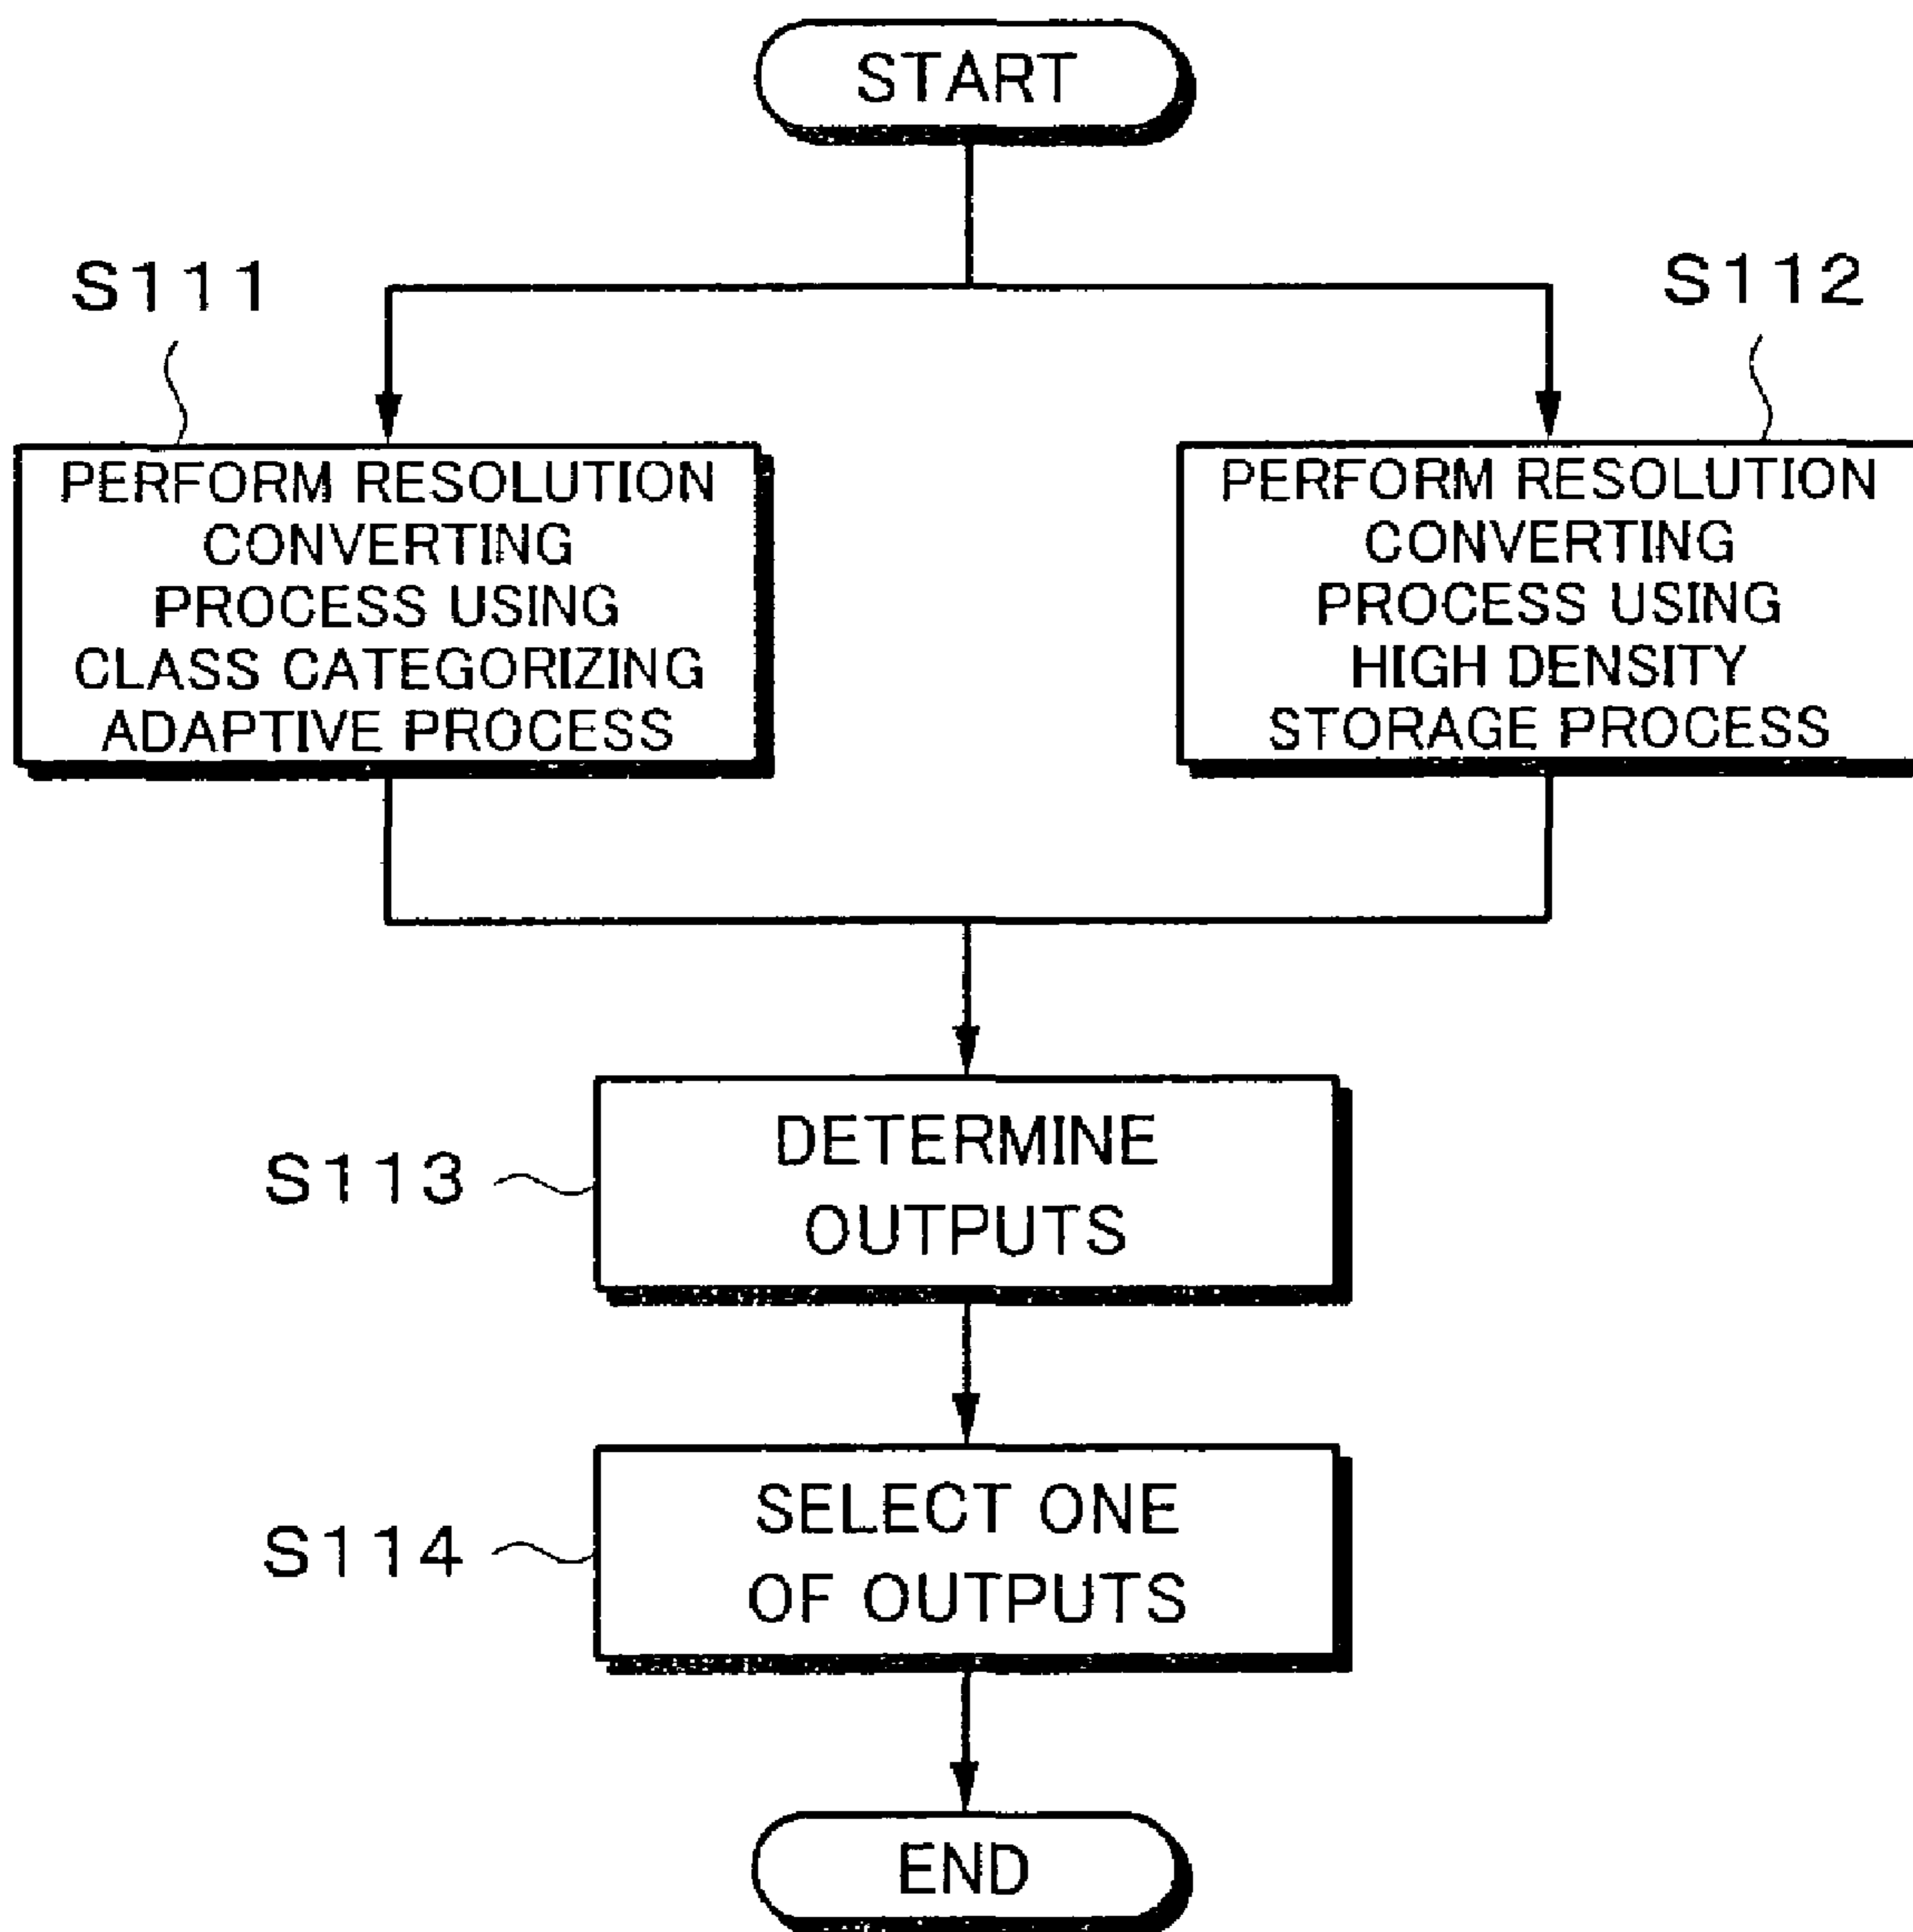 START
S111
S112
PERFORM RESOLUTION
CONVERTING
PROCESS USING
CLASS CATEGORIZING
ADAPTIVE PROCESS
PERFORM RESOLUTION
CONVERTING
PROCESS USING
HIGH DENSITY
STORAGE PROCESS
S113
DETERMINE
OUTPUTS
S114
SELECT ONE
OF OUTPUTS
END